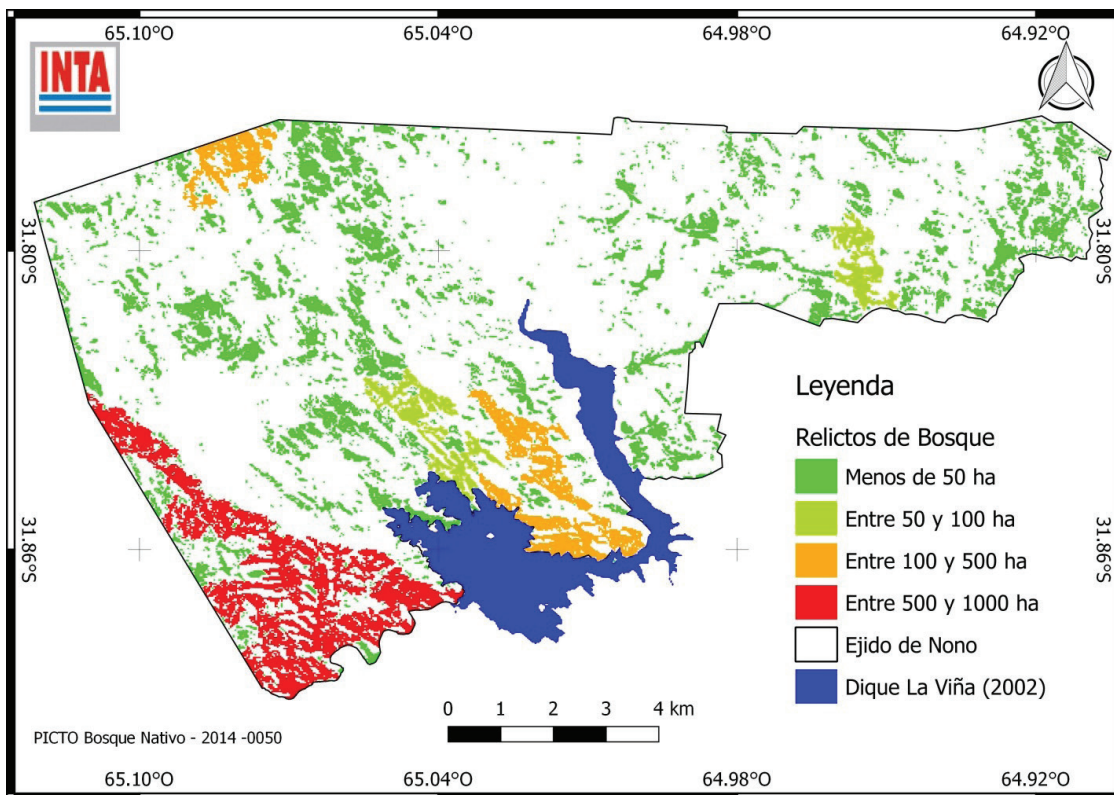 65.10°O 65.04°O 64.98°O 64.92°O
INTA
31.80°S 31.80°S
31.86°S 31.86°S
Leyenda
Relictos de Bosque
Menos de 50 ha
Entre 50 y 100 ha
Entre 100 y 500 ha
Entre 500 y 1000 ha
Ejido de Nono
Dique La Viña (2002)
0 1 2 3 4 km
PICTO Bosque Nativo - 2014 -0050
65.10°O 65.04°O 64.98°O 64.92°O